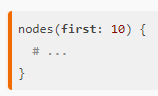 nodes(first: 10) {
  # ...
}